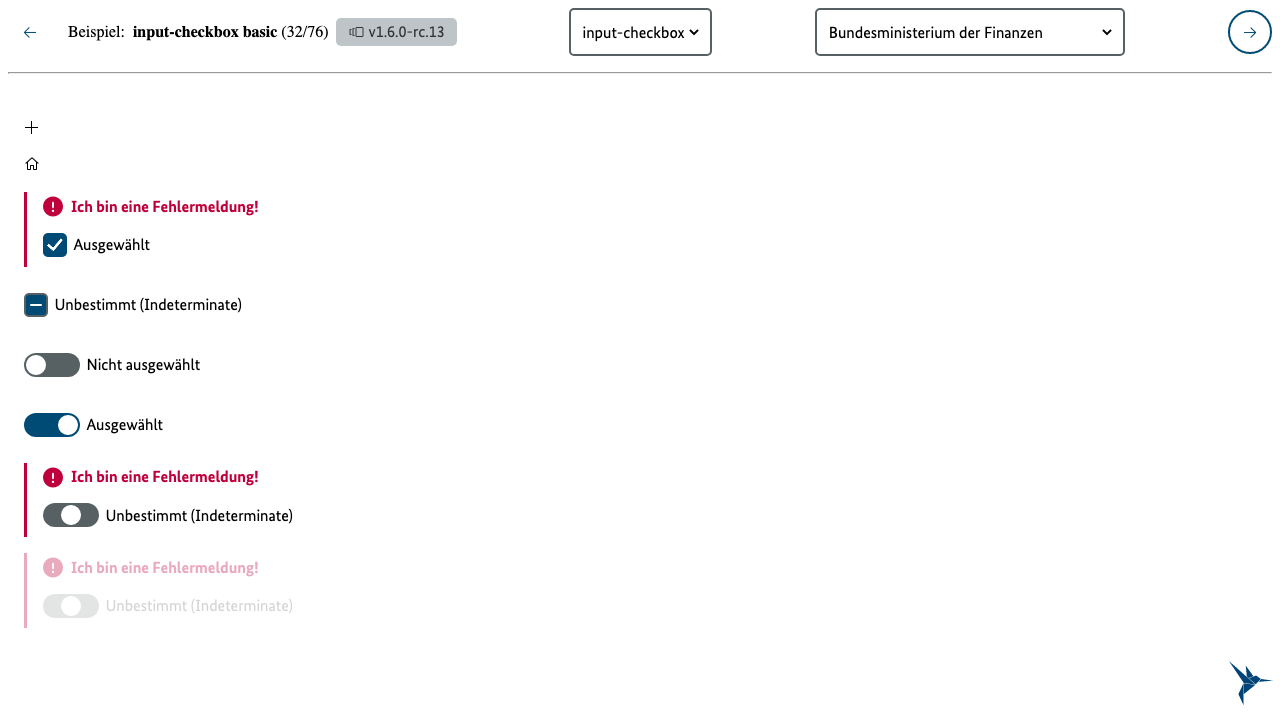 Beispiel: input-checkbox basic (32/76) v1.6.0-rc.13 input-checkbox Bundesministerium der Finanzen
Ich bin eine Fehlermeldung!
Ausgewählt
Unbestimmt (Indeterminate)
Nicht ausgewählt
Ausgewählt
Ich bin eine Fehlermeldung!
Unbestimmt (Indeterminate)
Ich bin eine Fehlermeldung!
Unbestimmt (Indeterminate)